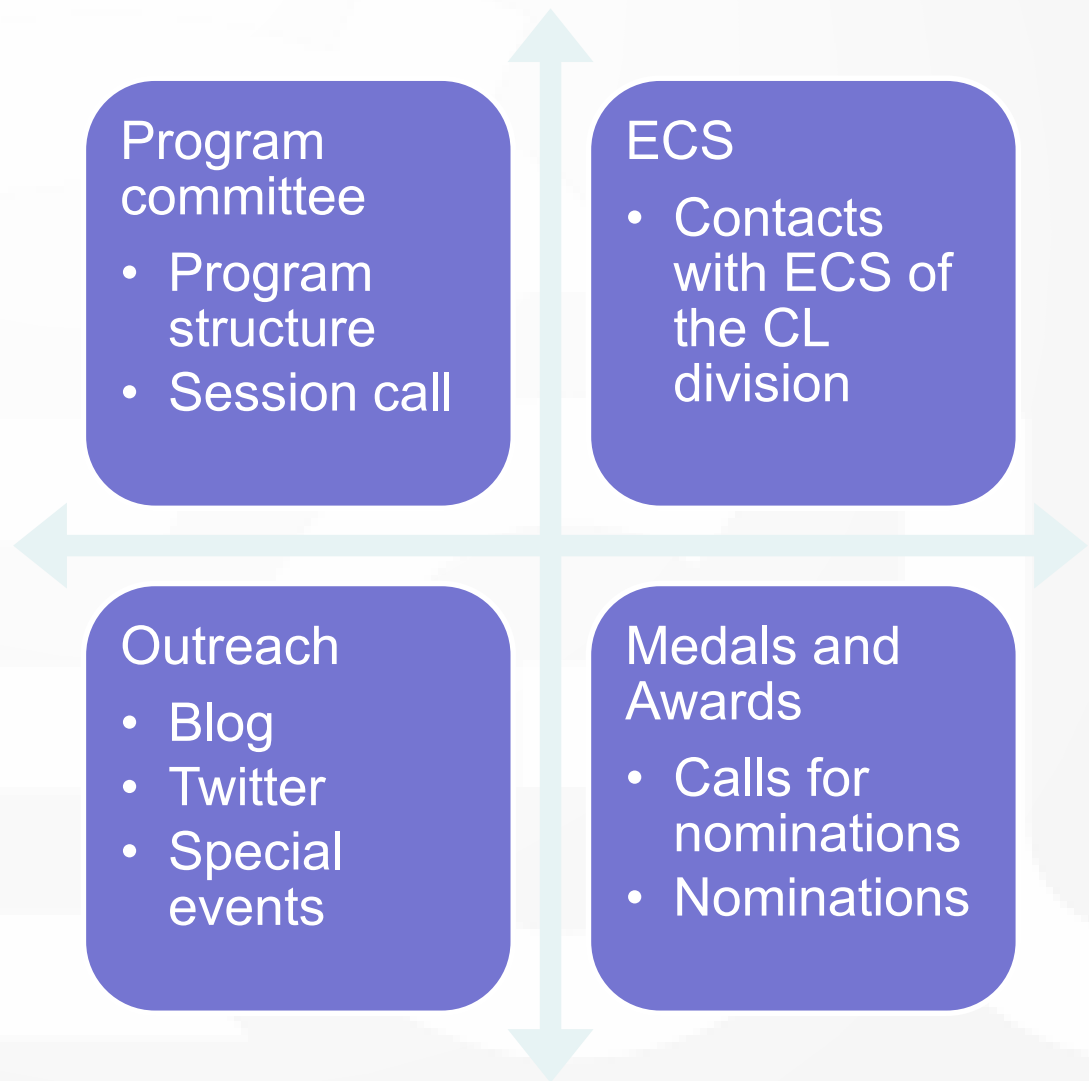 Program
committee
• Program
structure
• Session call
ECS
• Contacts
with ECS of
the CL
division
Outreach
• Blog
• Twitter
• Special
events
Medals and
Awards
• Calls for
nominations
• Nominations